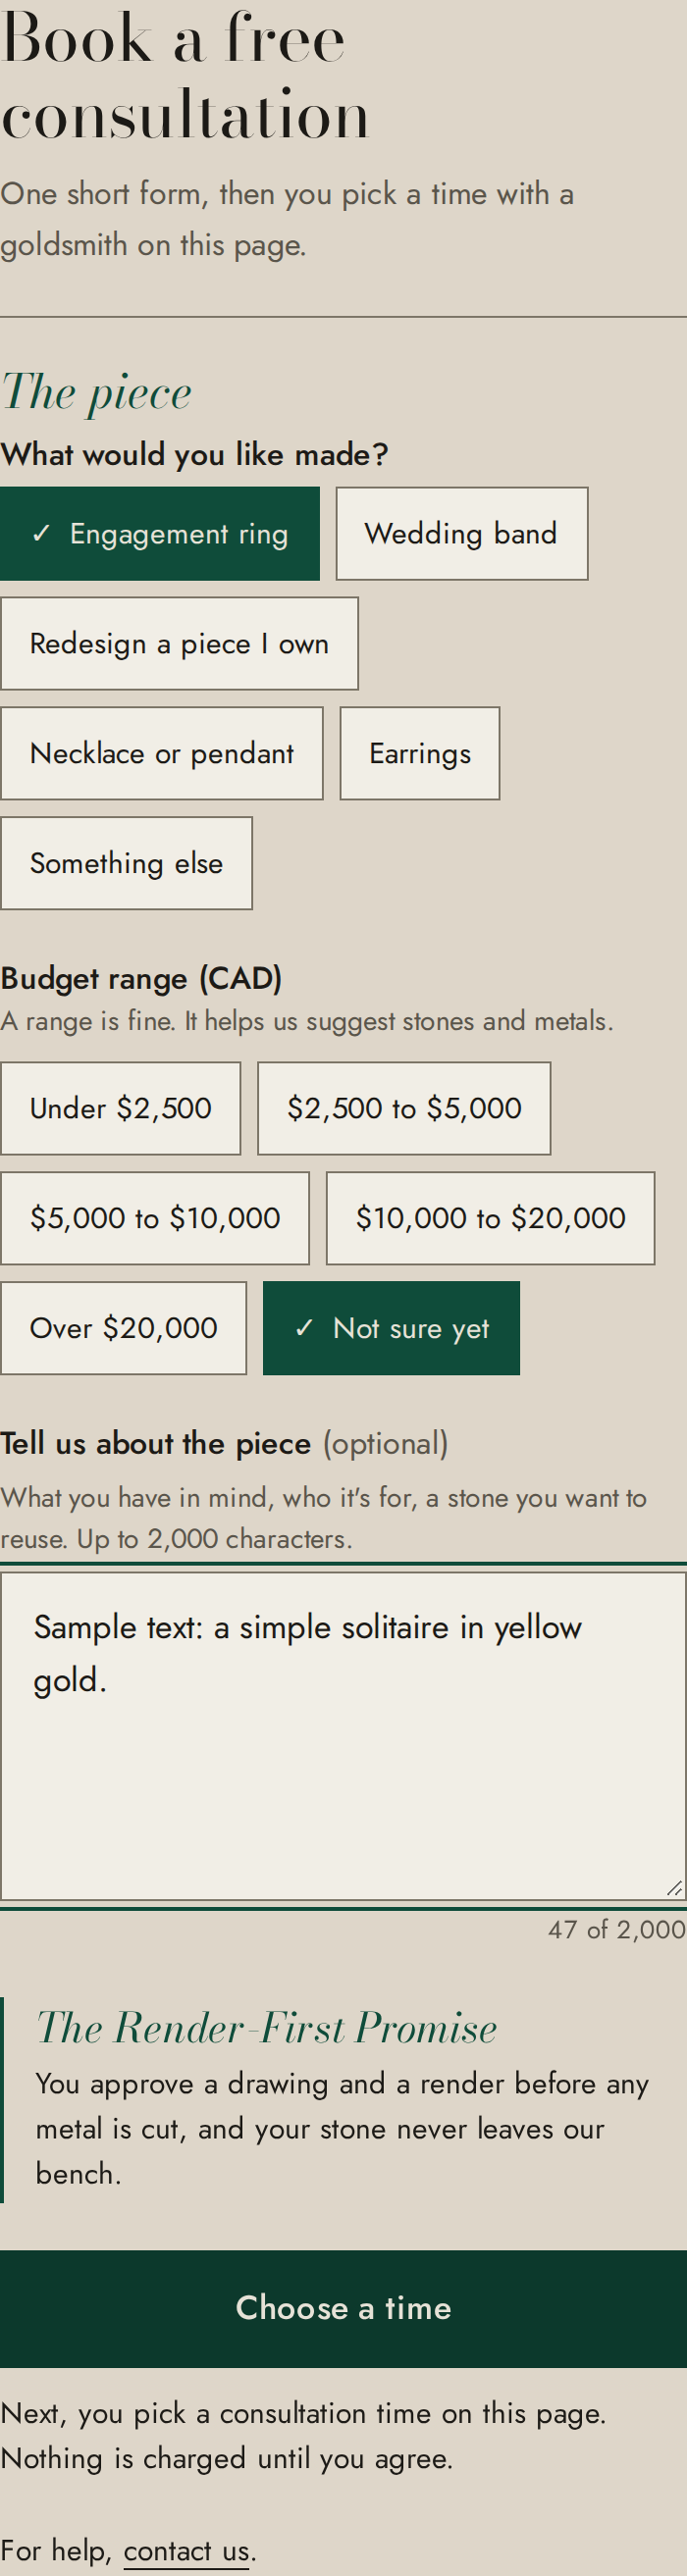 Book a free
consultation
One short form, then you pick a time with a
goldsmith on this page.
The piece
What would you like made?
✓ Engagement ring
Wedding band
Redesign a piece I own
Necklace or pendant
Earrings
Something else
Budget range (CAD)
A range is fine. It helps us suggest stones and metals.
Under $2,500
$2,500 to $5,000
$5,000 to $10,000
$10,000 to $20,000
Over $20,000
✓ Not sure yet
Tell us about the piece (optional)
What you have in mind, who it's for, a stone you want to
reuse. Up to 2,000 characters.
Sample text: a simple solitaire in yellow
gold.
47 of 2,000
The Render-First Promise
You approve a drawing and a render before any
metal is cut, and your stone never leaves our
bench.
Choose a time
Next, you pick a consultation time on this page.
Nothing is charged until you agree.
For help, contact us.